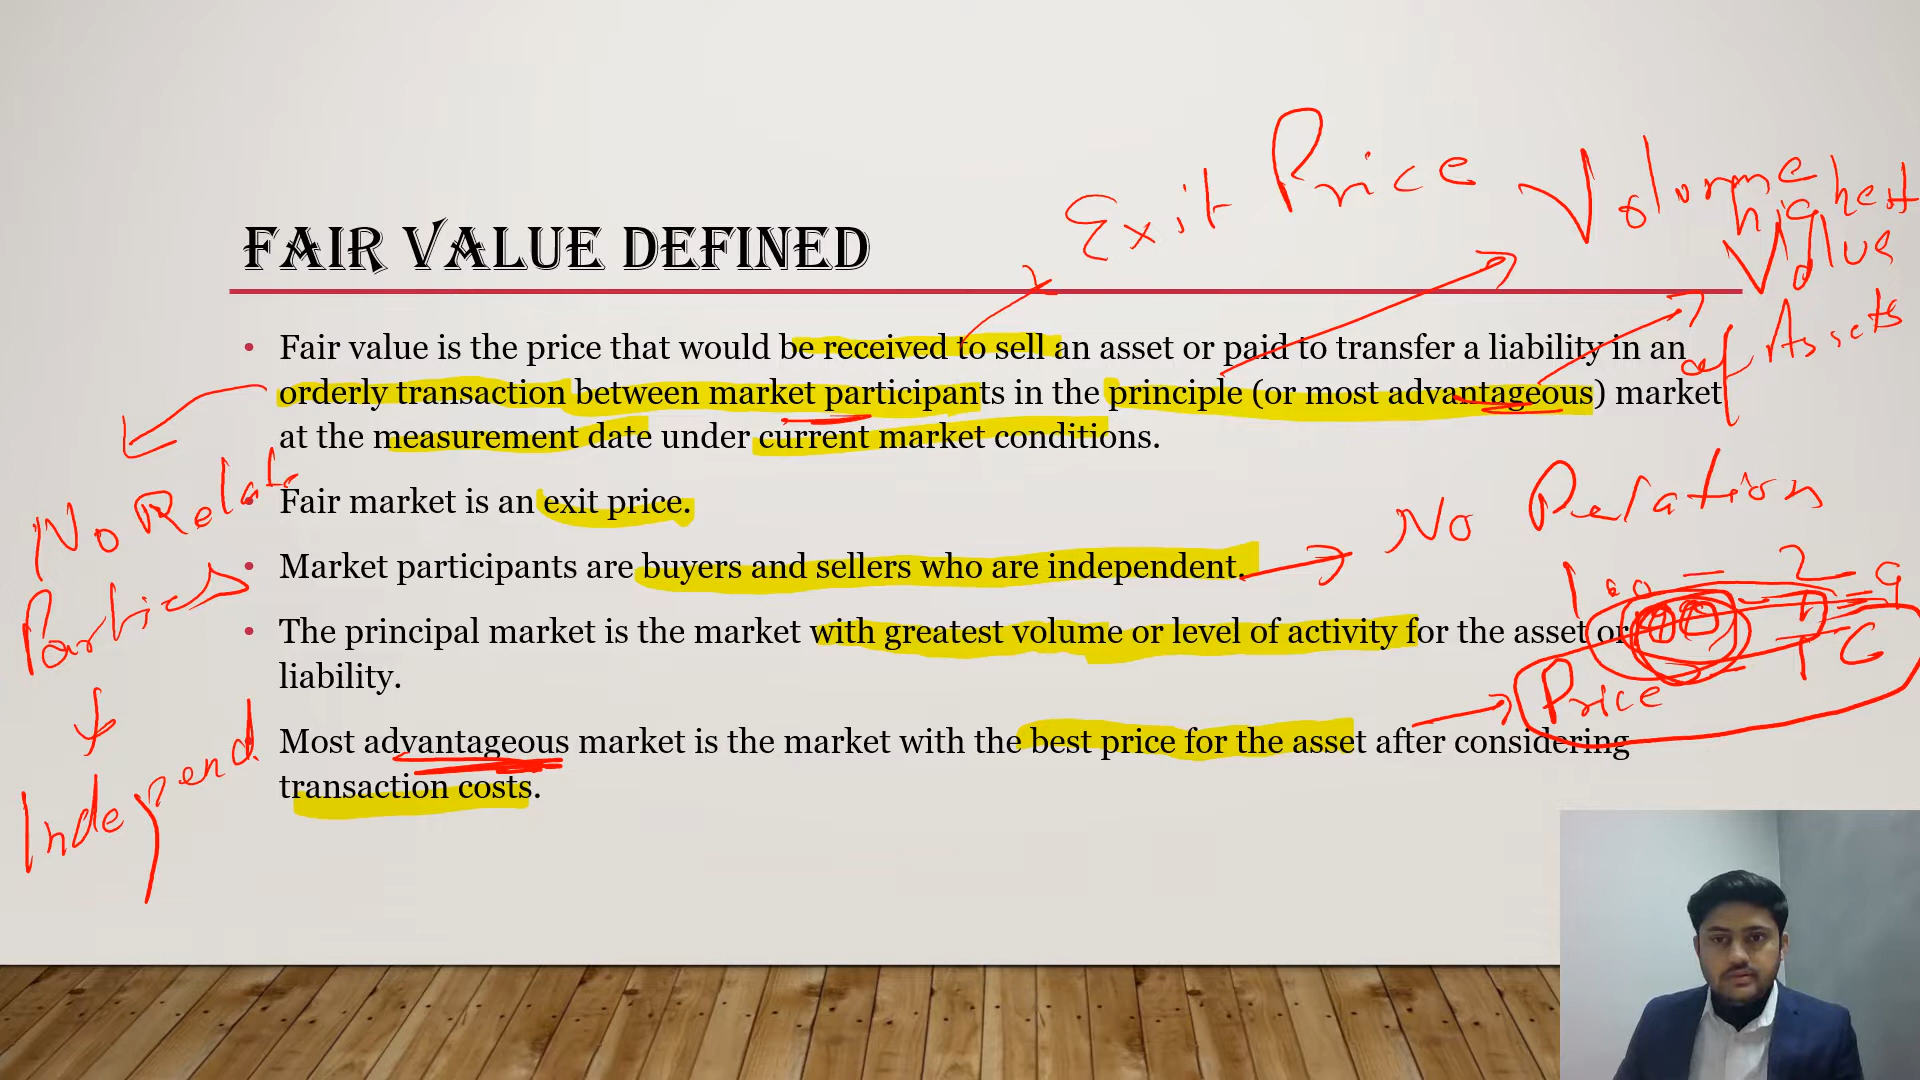 Exit Price
Volorme
highest
Value
of Assets
FAIR VALUE DEFINED
• Fair value is the price that would be received to sell an asset or paid to transfer a liability in an
orderly transaction between market participants in the principle (or most advantageous) market
at the measurement date under current market conditions.
No Relat
Parties
Independ
• Fair market is an exit price.
No Relation
• Market participants are buyers and sellers who are independent.
• The principal market is the market with greatest volume or level of activity for the asset or
liability.
Price
TC
Most advantageous market is the market with the best price for the asset after considering
transaction costs.